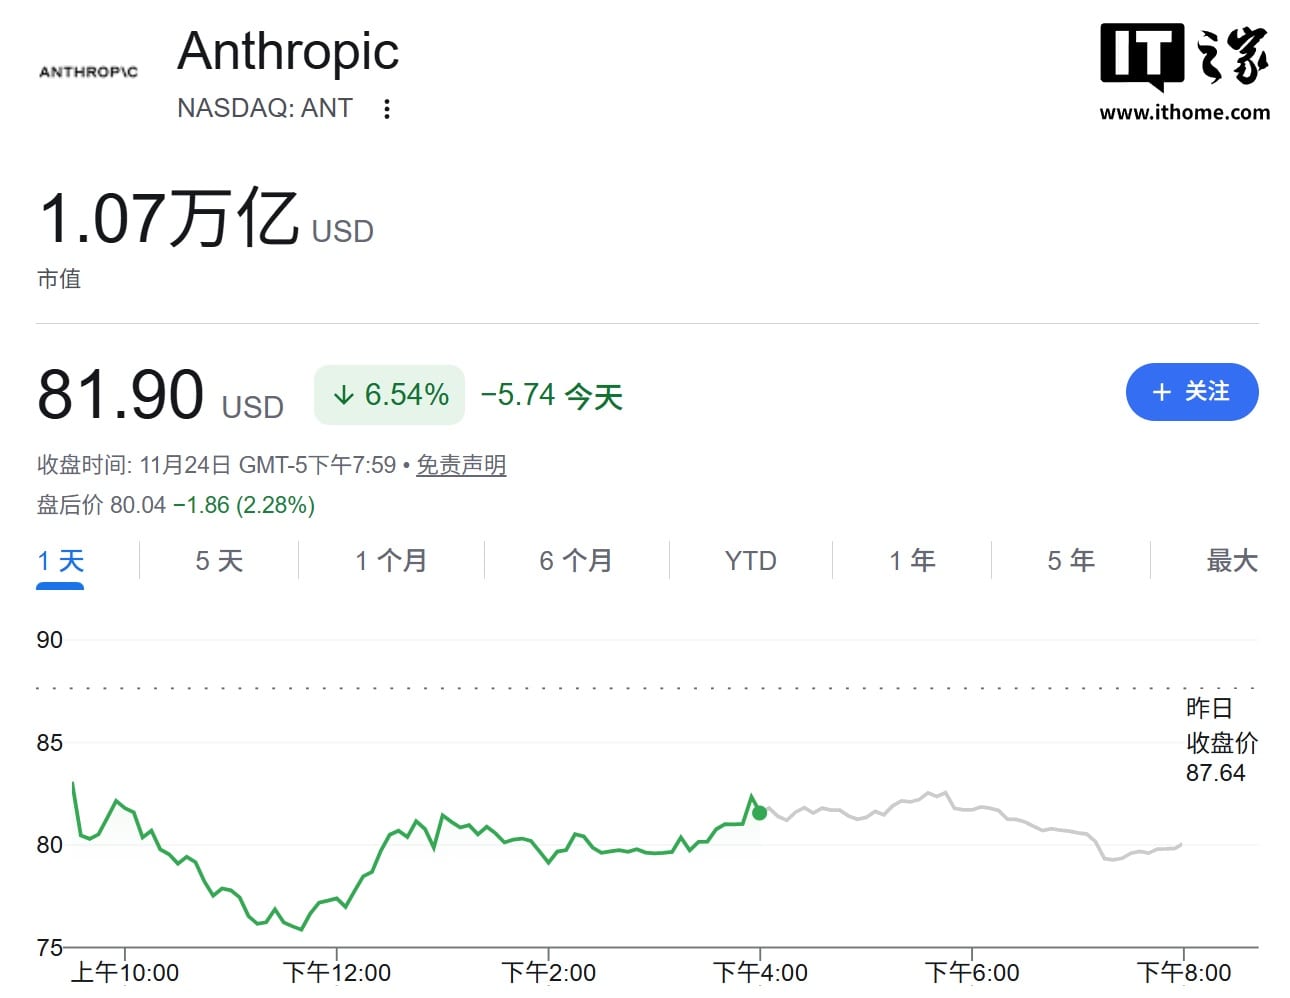 ANTHROP\C
Anthropic
NASDAQ: ANT
IT之家
www.ithome.com
1.07万亿 USD
市值
81.90 USD ↓ 6.54% −5.74 今天
+ 关注
收盘时间: 11月24日 GMT-5下午7:59 • 免责声明
盘后价 80.04 −1.86 (2.28%)
1 天 5 天 1 个月 6 个月 YTD 1 年 5 年 最大
90
昨日
收盘价
87.64
85
80
75
上午10:00 下午12:00 下午2:00 下午4:00 下午6:00 下午8:00